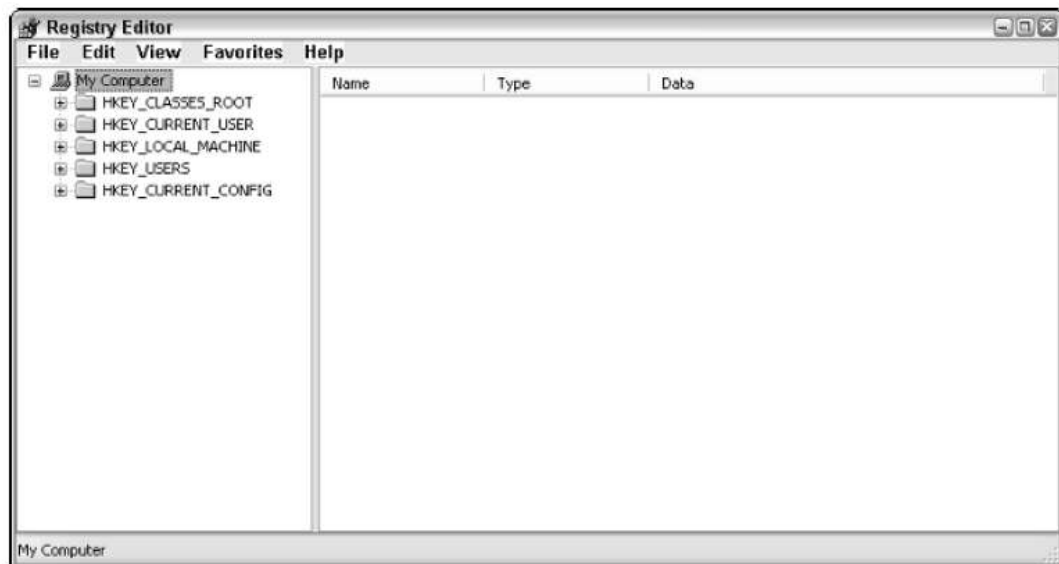 Registry Editor
File Edit View Favorites Help
My Computer
HKEY_CLASSES_ROOT
HKEY_CURRENT_USER
HKEY_LOCAL_MACHINE
HKEY_USERS
HKEY_CURRENT_CONFIG
Name Type Data
My Computer